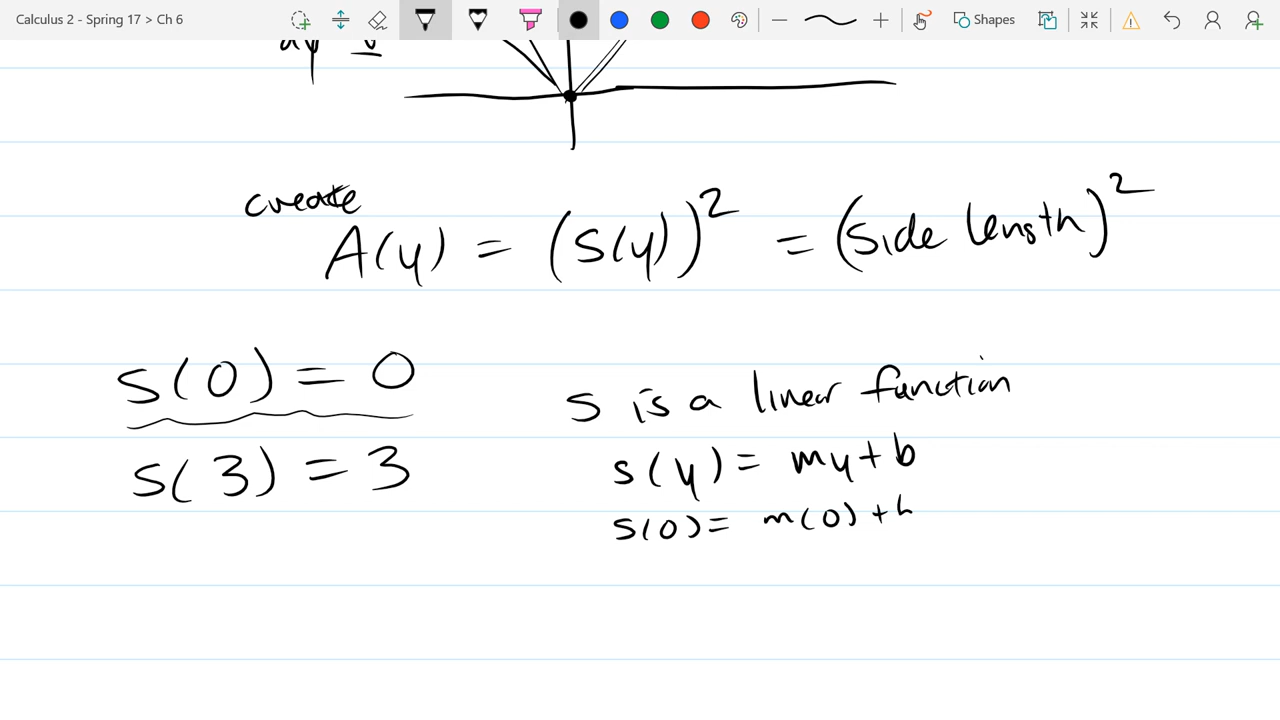 Calculus 2 - Spring 17 > Ch 6
Shapes
create
A(y) = (s(y))² = (side length)²
s(0) = 0
s(3) = 3
s is a linear function
s(y) = my + b
s(0) = m(0) +